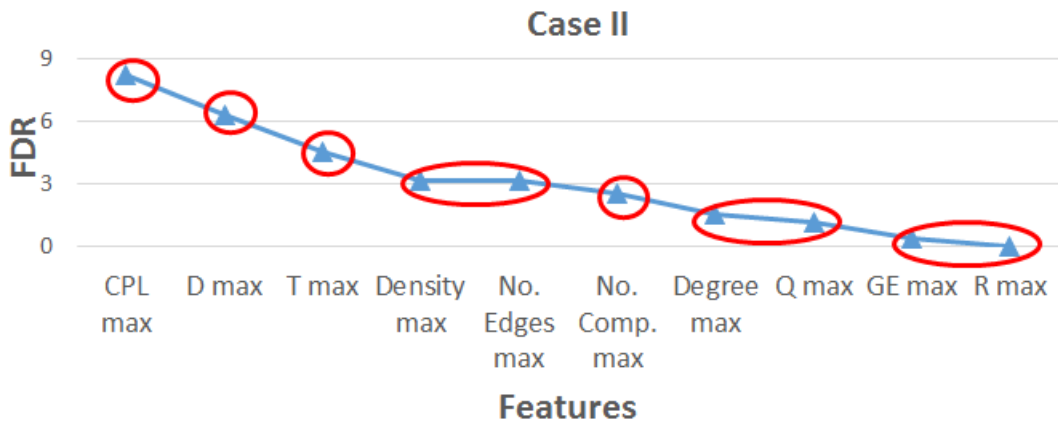 Case II
9
6
3
0
FDR
CPL max
D max
T max
Density max
No. Edges max
No. Comp. max
Degree max
Q max
GE max
R max
Features